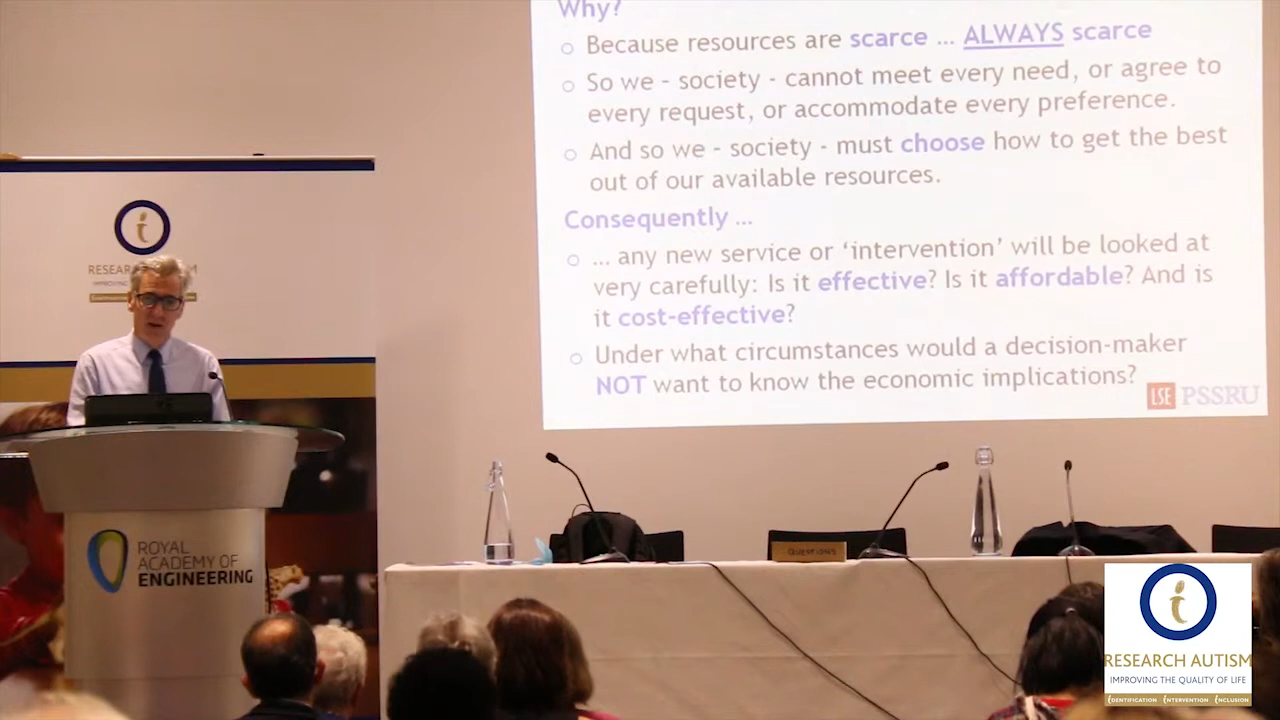 Why?
Because resources are scarce ... ALWAYS scarce
So we - society - cannot meet every need, or agree to
every request, or accommodate every preference.
And so we - society - must choose how to get the best
out of our available resources.
Consequently ...
... any new service or ‘intervention’ will be looked at
very carefully: Is it effective? Is it affordable? And is
it cost-effective?
Under what circumstances would a decision-maker
NOT want to know the economic implications?
LSE PSSRU
ROYAL
ACADEMY OF
ENGINEERING
QUESTIONS
RESEARCH AUTISM
IMPROVING THE QUALITY OF LIFE
IDENTIFICATION INTERVENTION INCLUSION